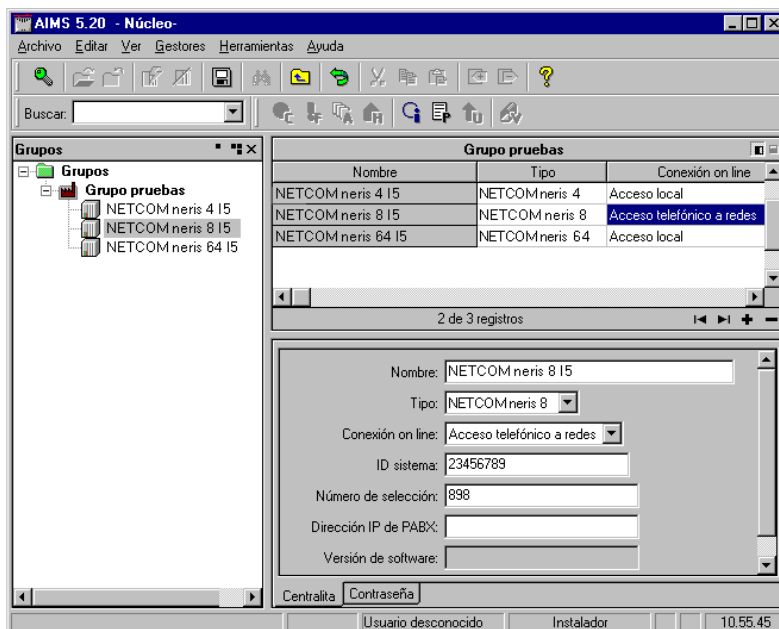 AIMS 5.20 - Núcleo-
Archivo Editar Ver Gestores Herramientas Ayuda
Buscar:
Grupos
Grupos
Grupo pruebas
NETCOM neris 4 I5
NETCOM neris 8 I5
NETCOM neris 64 I5
Grupo pruebas
Nombre Tipo Conexión on line
NETCOM neris 4 I5 NETCOM neris 4 Acceso local
NETCOM neris 8 I5 NETCOM neris 8 Acceso telefónico a redes
NETCOM neris 64 I5 NETCOM neris 64 Acceso local
2 de 3 registros
Nombre: NETCOM neris 8 I5
Tipo: NETCOM neris 8
Conexión on line: Acceso telefónico a redes
ID sistema: 23456789
Número de selección: 898
Dirección IP de PABX:
Versión de software:
Centralita Contraseña
Usuario desconocido Instalador 10.55.45